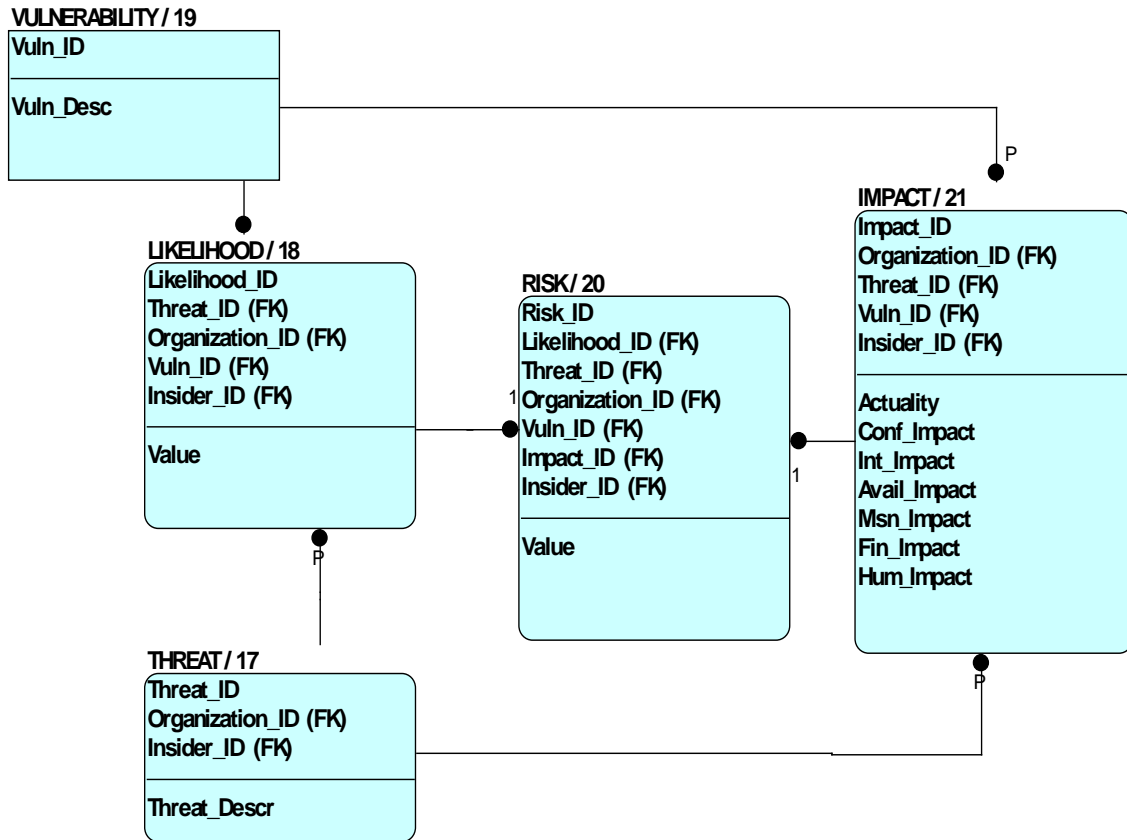 VULNERABILITY / 19
Vuln_ID
Vuln_Desc
P
IMPACT / 21
Impact_ID
Organization_ID (FK)
Threat_ID (FK)
Vuln_ID (FK)
Insider_ID (FK)
Actuality
Conf_Impact
Int_Impact
Avail_Impact
Msn_Impact
Fin_Impact
Hum_Impact
LIKELIHOOD / 18
Likelihood_ID
Threat_ID (FK)
Organization_ID (FK)
Vuln_ID (FK)
Insider_ID (FK)
Value
RISK / 20
Risk_ID
Likelihood_ID (FK)
Threat_ID (FK)
Organization_ID (FK)
Vuln_ID (FK)
Impact_ID (FK)
Insider_ID (FK)
Value
1
1
P
P
THREAT / 17
Threat_ID
Organization_ID (FK)
Insider_ID (FK)
Threat_Descr